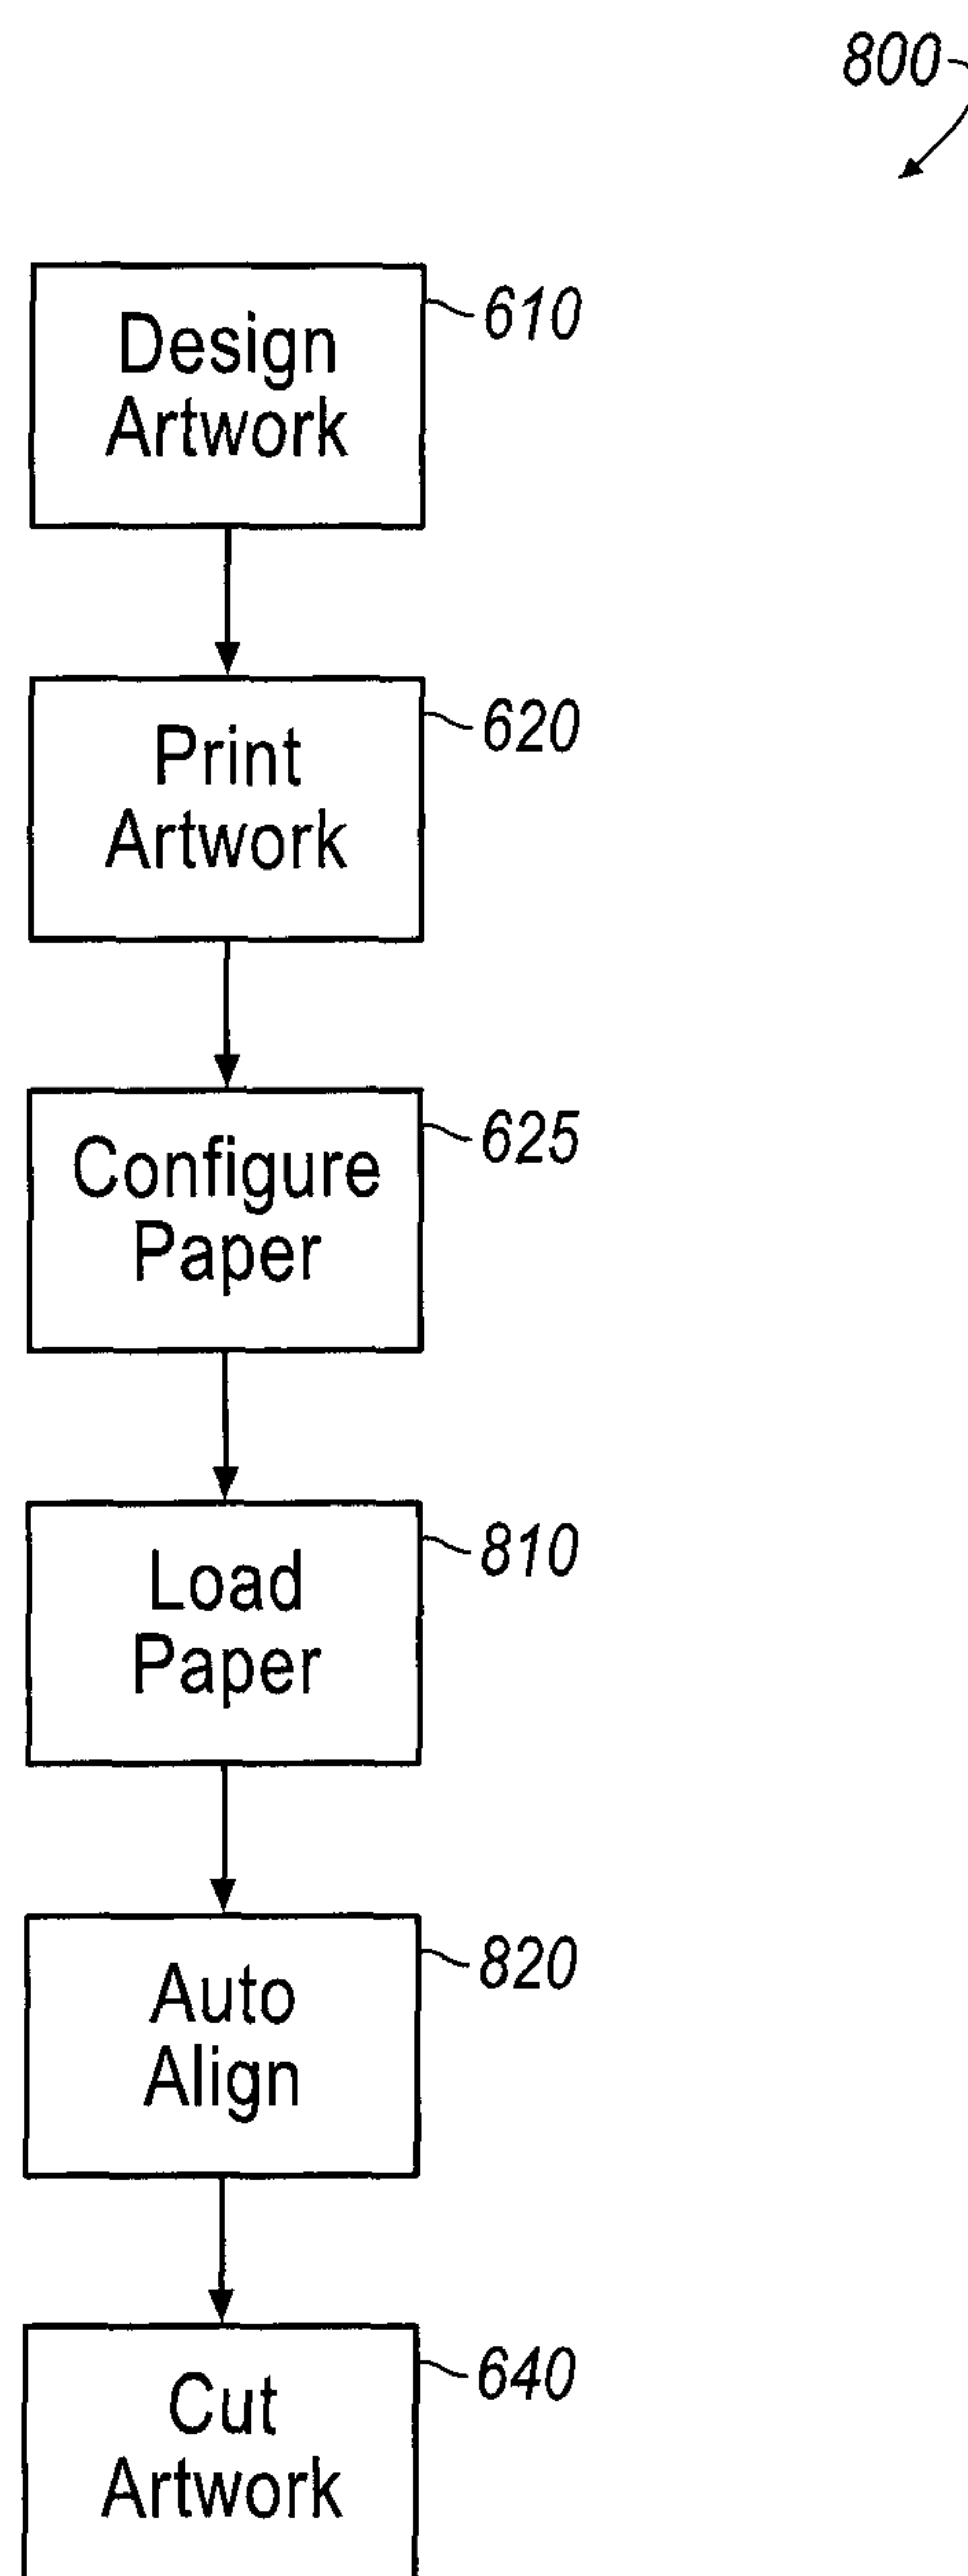 800
Design
Artwork
610
Print
Artwork
620
Configure
Paper
625
Load
Paper
810
Auto
Align
820
Cut
Artwork
640